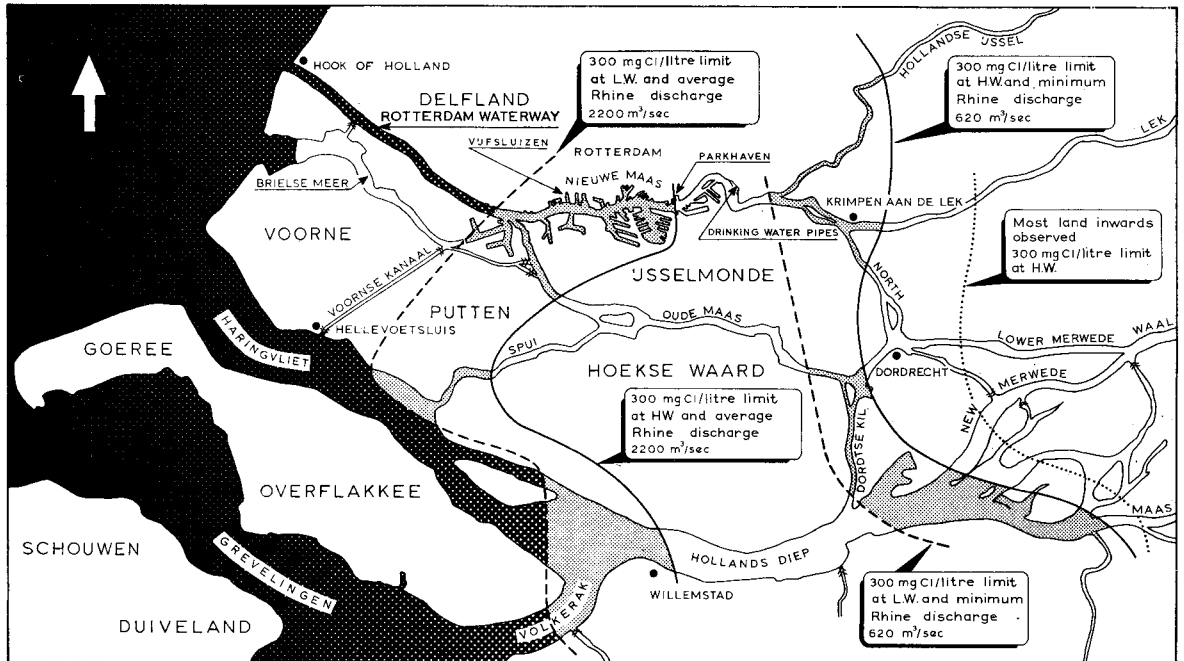 HOOK OF HOLLAND
DELFLAND
ROTTERDAM WATERWAY
VIJFSLUIZEN
300 mg Cl/litre limit
at L.W. and average
Rhine discharge
2200 m³/sec
ROTTERDAM
NIEUWE MAAS
PARKHAVEN
DRINKING WATER PIPES
HOLLANDSE IJSSEL
300 mg Cl/litre limit
at H.W. and minimum
Rhine discharge
620 m³/sec
LEK
KRIMPEN AAN DE LEK
Most land inwards
observed
300 mg Cl/litre limit
at H.W.
BRIELSE MEER
VOORNE
VOORNSE KANAAL
PUTTEN
IJSSELMONDE
NORTH
OUDE MAAS
LOWER MERWEDE
WAAL
HELLEVOETSLUIS
HARINGVLIET
GOEREE
SPUI
HOEKSE WAARD
DORDRECHT
NEW MERWEDE
300 mg Cl/litre limit
at HW and average
Rhine discharge
2200 m³/sec
DORDTSE KIL
OVERFLAKKEE
MAAS
SCHOUWEN
GREVELINGEN
HOLLANDS DIEP
WILLEMSTAD
VOLKERAK
DUIVELAND
300 mg Cl/litre limit
at L.W. and minimum
Rhine discharge
620 m³/sec